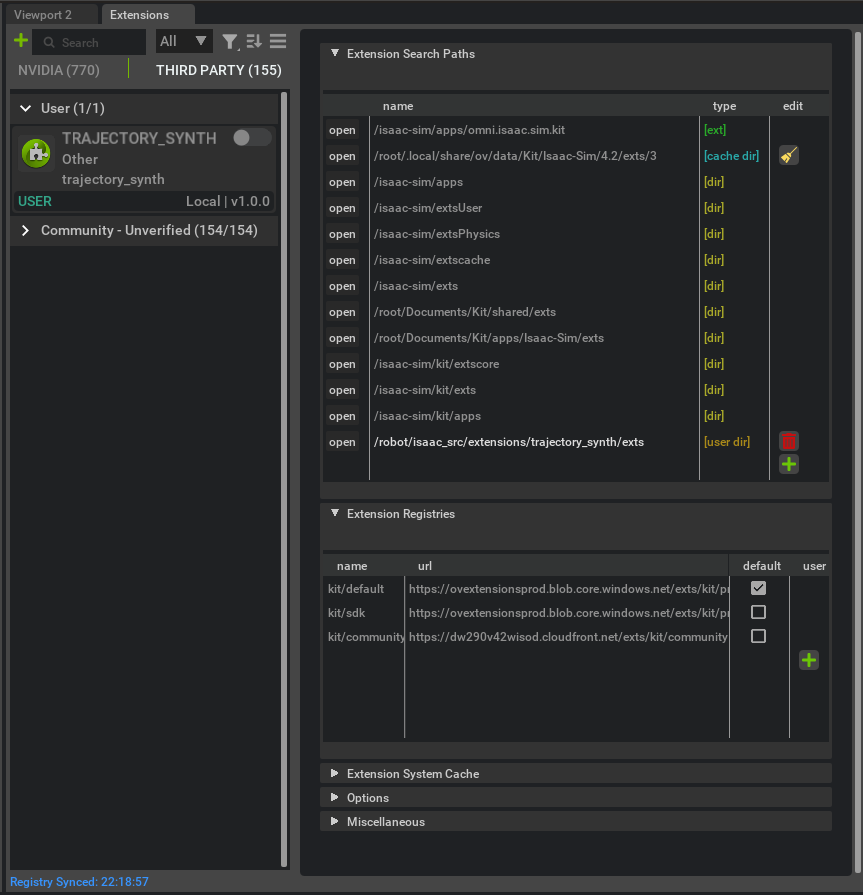 Viewport 2 Extensions
Search All
NVIDIA (770) THIRD PARTY (155)
User (1/1)
TRAJECTORY_SYNTH
Other
trajectory_synth
USER Local | v1.0.0
Community - Unverified (154/154)
Registry Synced: 22:18:57
Extension Search Paths
name type edit
open /isaac-sim/apps/omni.isaac.sim.kit [ext]
open /root/.local/share/ov/data/Kit/Isaac-Sim/4.2/exts/3 [cache dir]
open /isaac-sim/apps [dir]
open /isaac-sim/extsUser [dir]
open /isaac-sim/extsPhysics [dir]
open /isaac-sim/extscache [dir]
open /isaac-sim/exts [dir]
open /root/Documents/Kit/shared/exts [dir]
open /root/Documents/Kit/apps/Isaac-Sim/exts [dir]
open /isaac-sim/kit/extscore [dir]
open /isaac-sim/kit/exts [dir]
open /isaac-sim/kit/apps [dir]
open /robot/isaac_src/extensions/trajectory_synth/exts [user dir]
Extension Registries
name url default user
kit/default https://ovextensionsprod.blob.core.windows.net/exts/kit/pr
kit/sdk https://ovextensionsprod.blob.core.windows.net/exts/kit/pr
kit/community https://dw290v42wisod.cloudfront.net/exts/kit/community
Extension System Cache
Options
Miscellaneous